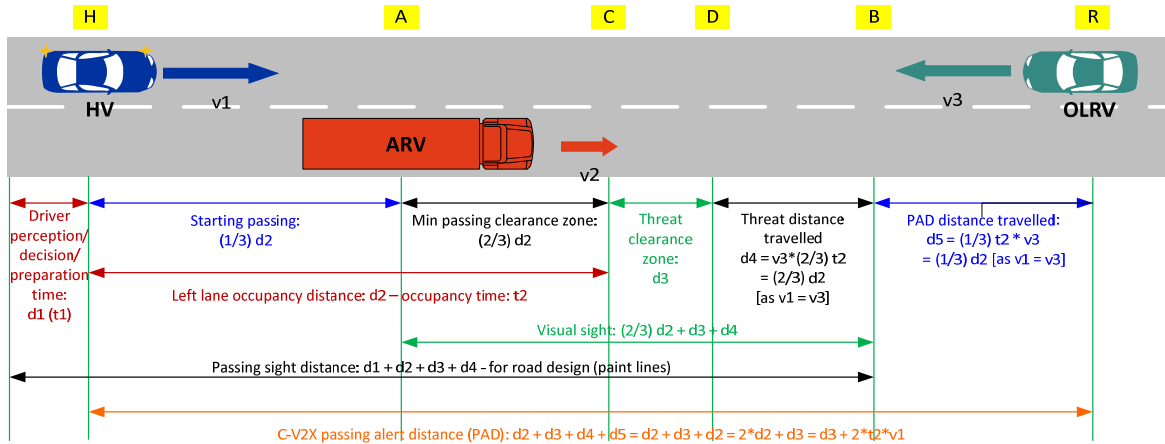 H
A
C
D
B
R
v1
v3
HV
OLRV
ARV
v2
Driver
perception/
decision/
preparation
time:
d1 (t1)
Starting passing:
(1/3) d2
Min passing clearance zone:
(2/3) d2
Threat
clearance
zone:
d3
Threat distance
travelled
d4 = v3*(2/3) t2
= (2/3) d2
[as v1 = v3]
PAD distance travelled:
d5 = (1/3) t2 * v3
= (1/3) d2 [as v1 = v3]
Left lane occupancy distance: d2 – occupancy time: t2
Visual sight: (2/3) d2 + d3 + d4
Passing sight distance: d1 + d2 + d3 + d4 - for road design (paint lines)
C-V2X passing alert distance (PAD): d2 + d3 + d4 + d5 = d2 + d3 + d2 = 2*d2 + d3 = d3 + 2*t2*v1